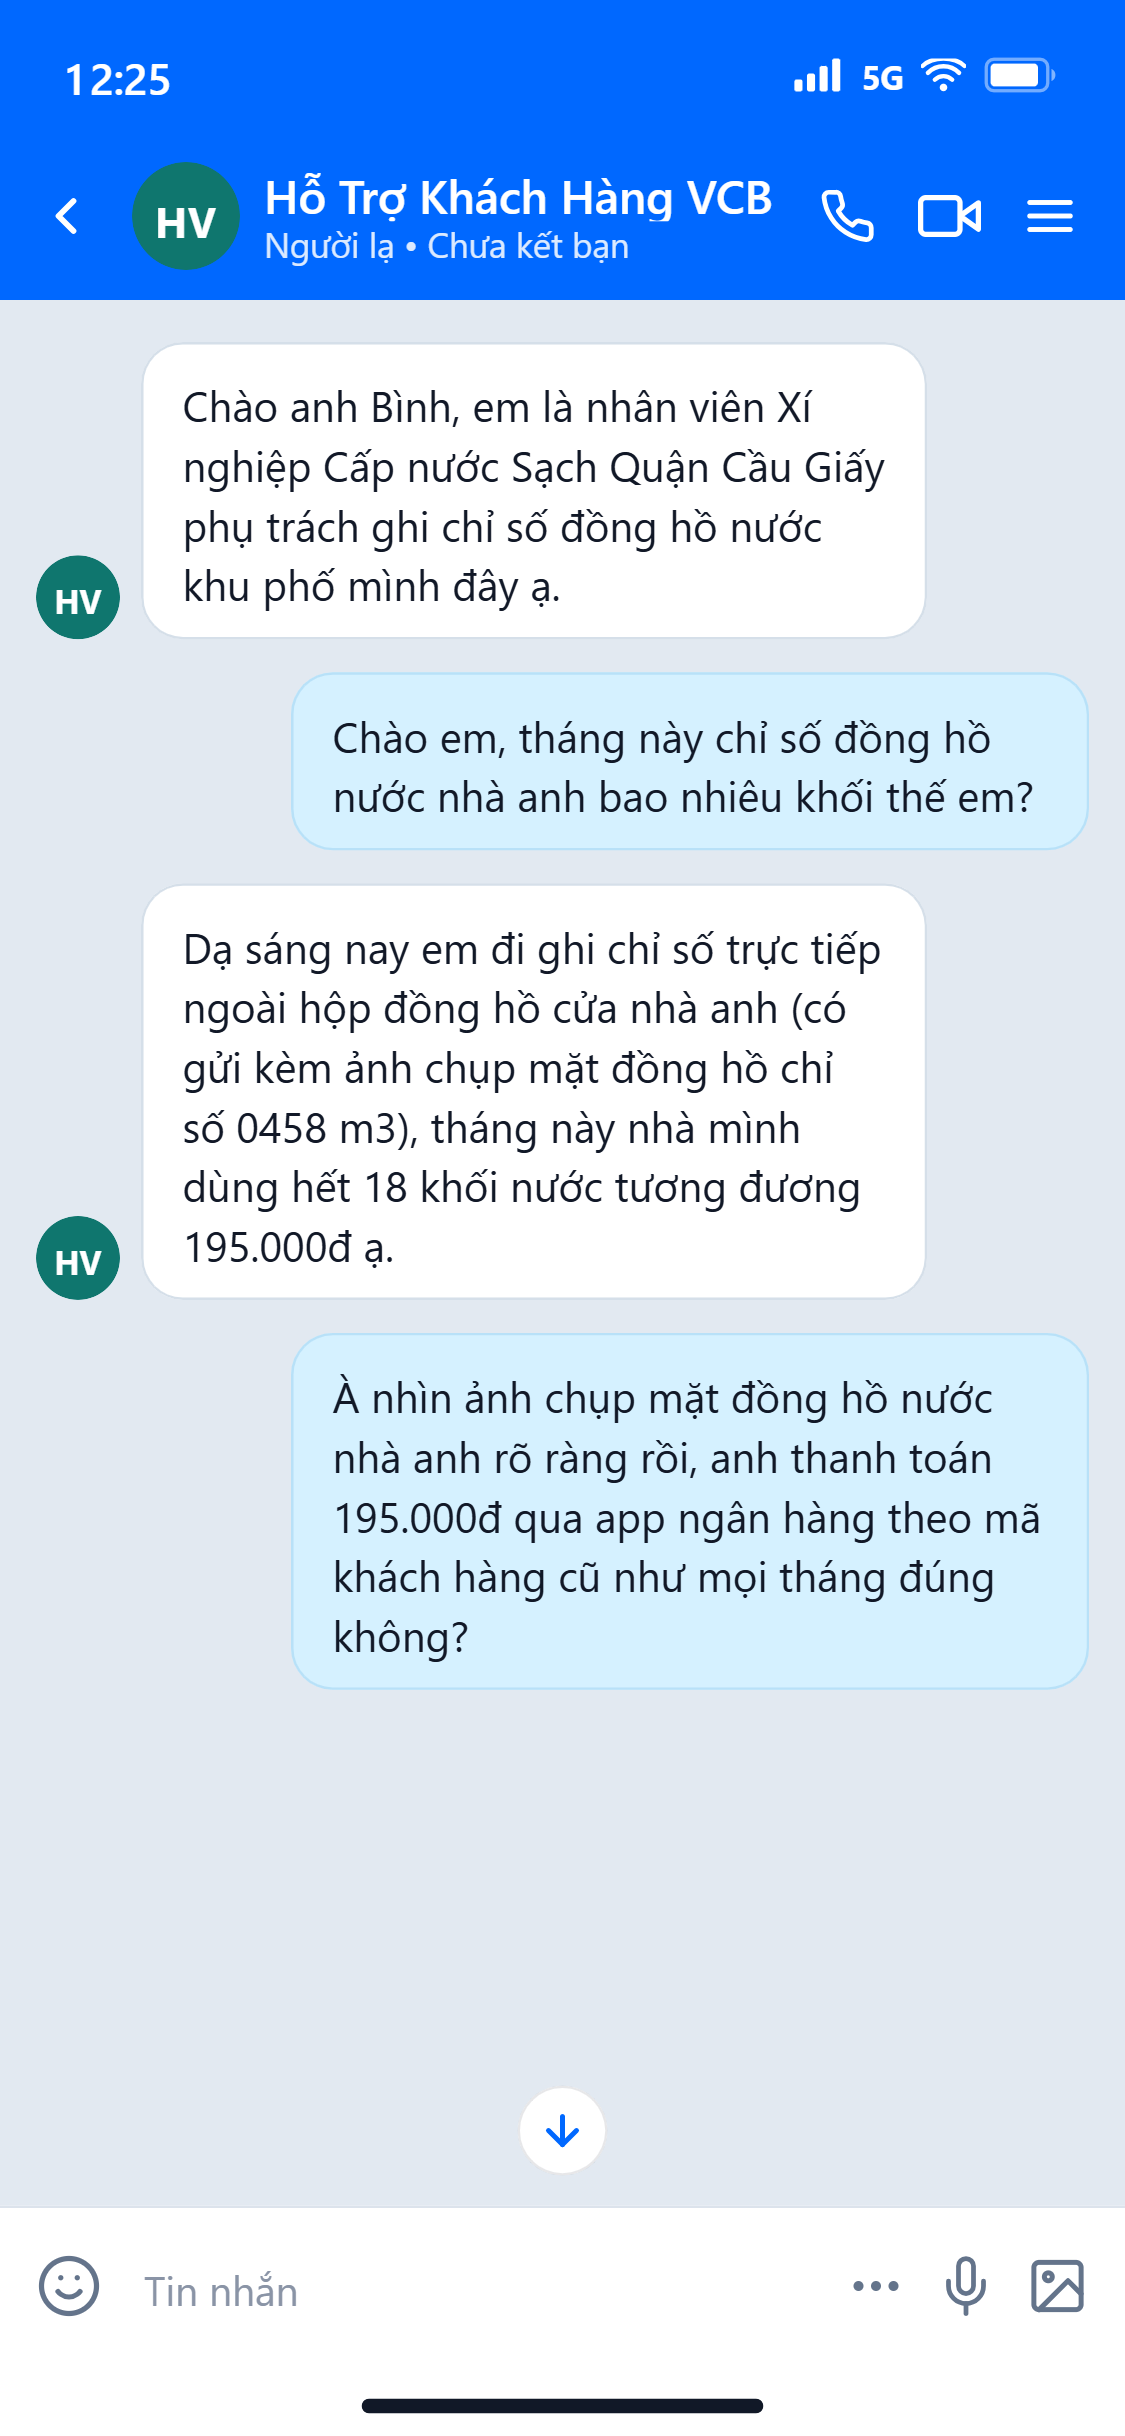 12:25
5G
HV
Hỗ Trợ Khách Hàng VCB
Người lạ • Chưa kết bạn
Chào anh Bình, em là nhân viên Xí
nghiệp Cấp nước Sạch Quận Cầu Giấy
phụ trách ghi chỉ số đồng hồ nước
khu phố mình đây ạ.
HV
Chào em, tháng này chỉ số đồng hồ
nước nhà anh bao nhiêu khối thế em?
Dạ sáng nay em đi ghi chỉ số trực tiếp
ngoài hộp đồng hồ cửa nhà anh (có
gửi kèm ảnh chụp mặt đồng hồ chỉ
số 0458 m3), tháng này nhà mình
dùng hết 18 khối nước tương đương
195.000đ ạ.
HV
À nhìn ảnh chụp mặt đồng hồ nước
nhà anh rõ ràng rồi, anh thanh toán
195.000đ qua app ngân hàng theo mã
khách hàng cũ như mọi tháng đúng
không?
Tin nhắn